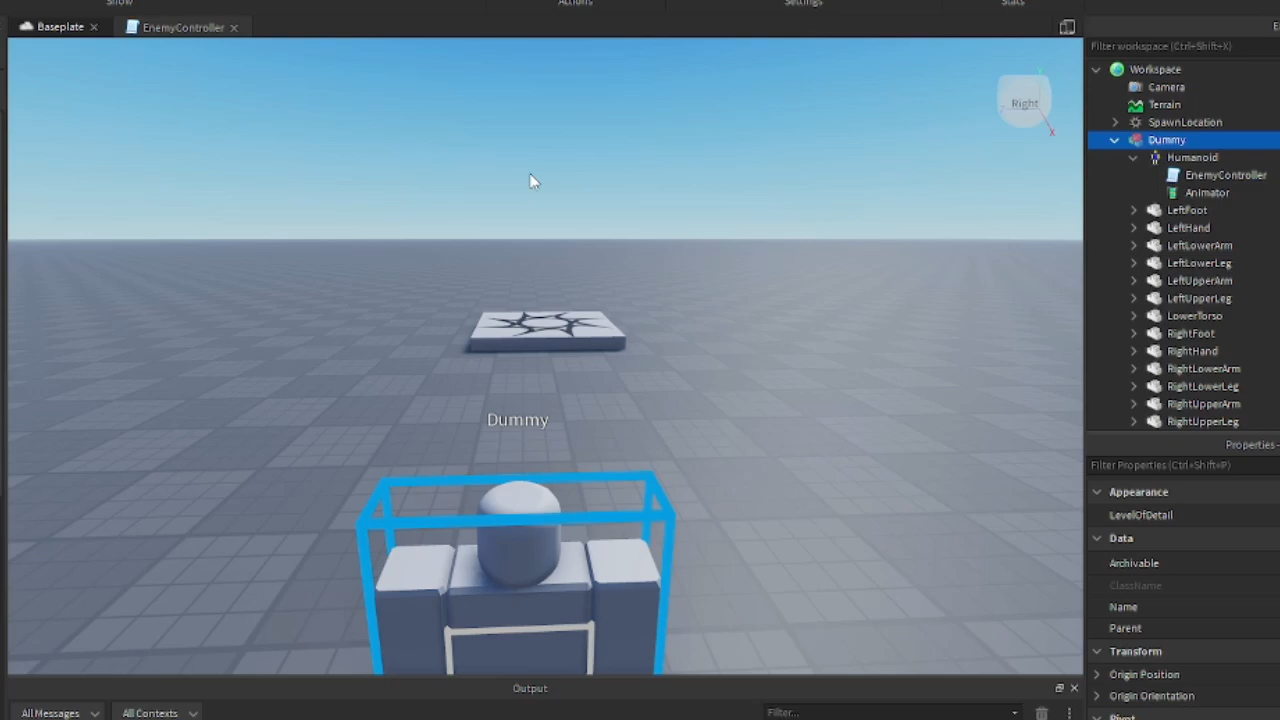 Show
Actions
Settings
Stats
Baseplate
EnemyController
Filter workspace (Ctrl+Shift+X)
Right
x
Workspace
Camera
Terrain
SpawnLocation
Dummy
Humanoid
EnemyController
Animator
LeftFoot
LeftHand
LeftLowerArm
LeftLowerLeg
LeftUpperArm
LeftUpperLeg
LowerTorso
RightFoot
RightHand
RightLowerArm
RightLowerLeg
RightUpperArm
RightUpperLeg
Dummy
Properties -
Filter Properties (Ctrl+Shift+P)
Appearance
LevelOfDetail
Data
Archivable
ClassName
Name
Parent
Transform
Origin Position
Origin Orientation
Pivot
Output
All Messages
All Contexts
Filter...